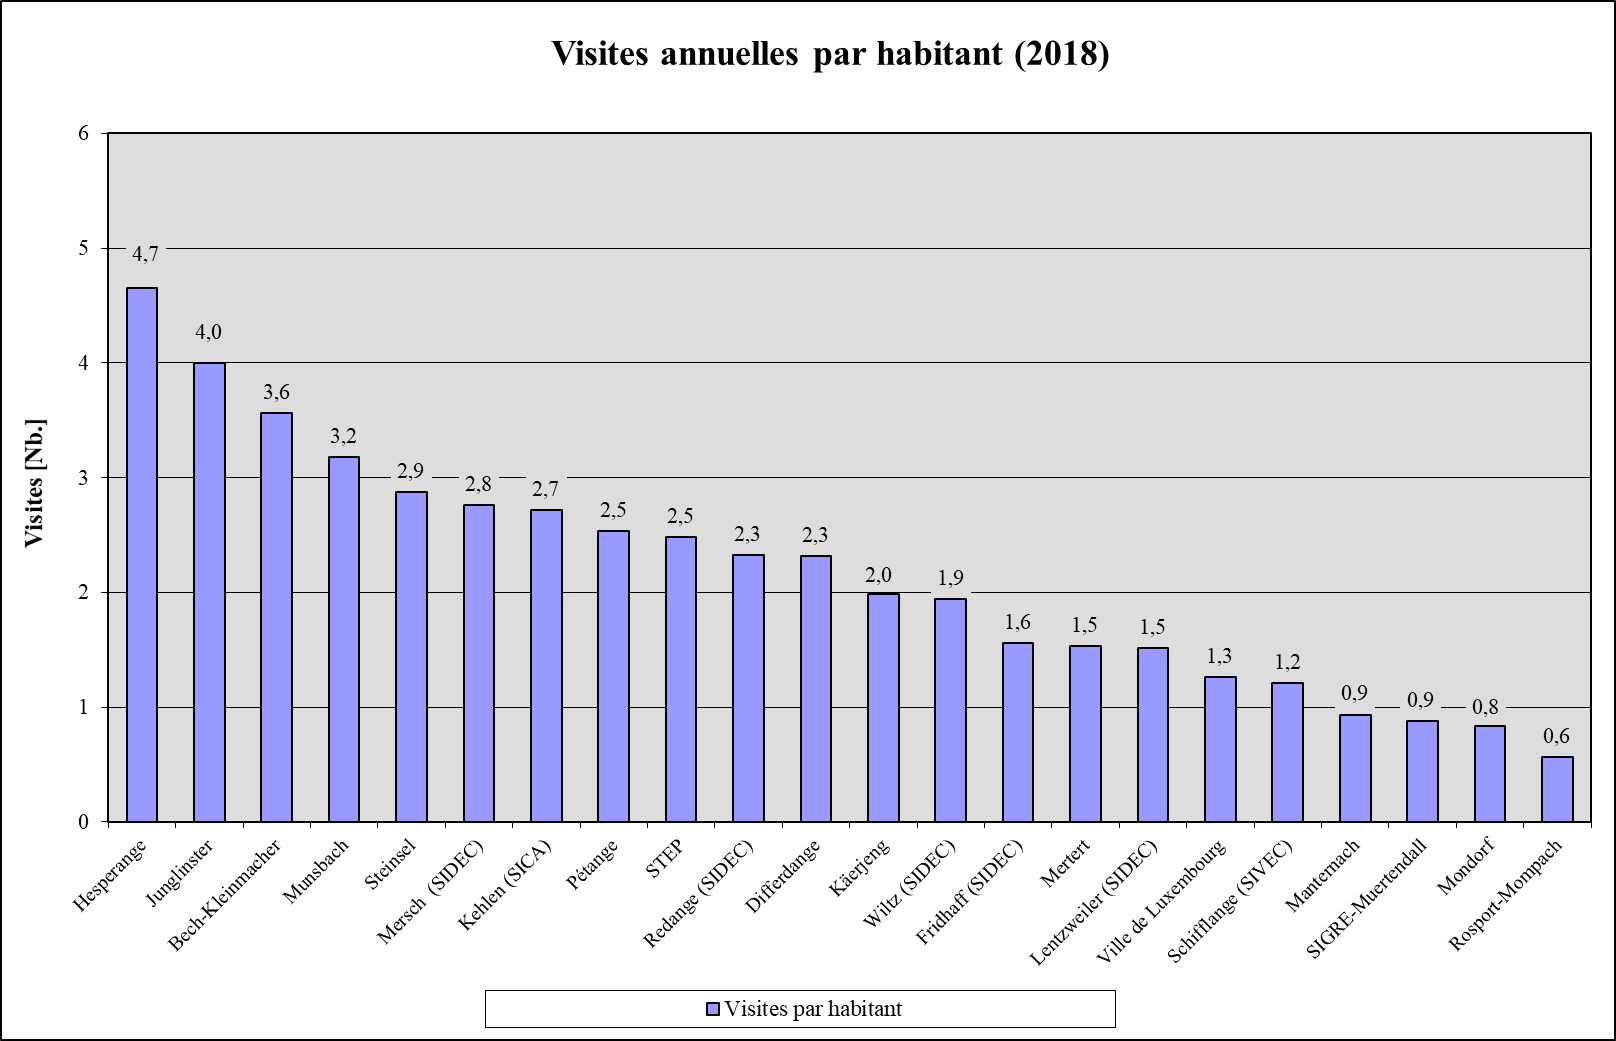 Visites annuelles par habitant (2018)
Visites [Nb.]
6
5
4
3
2
1
0
4,7
4,0
3,6
3,2
2,9
2,8
2,7
2,5
2,5
2,3
2,3
2,0
1,9
1,6
1,5
1,5
1,3
1,2
0,9
0,9
0,8
0,6
Hesperange
Junglinster
Bech-Kleinmacher
Munsbach
Steinsel
Mersch (SIDEC)
Kehlen (SICA)
Pétange
STEP
Redange (SIDEC)
Differdange
Käerjeng
Wiltz (SIDEC)
Fridhaff (SIDEC)
Mertert
Lentzweiler (SIDEC)
Ville de Luxembourg
Schifflange (SIVEC)
Manternach
SIGRE-Muertendall
Mondorf
Rosport-Mompach
Visites par habitant